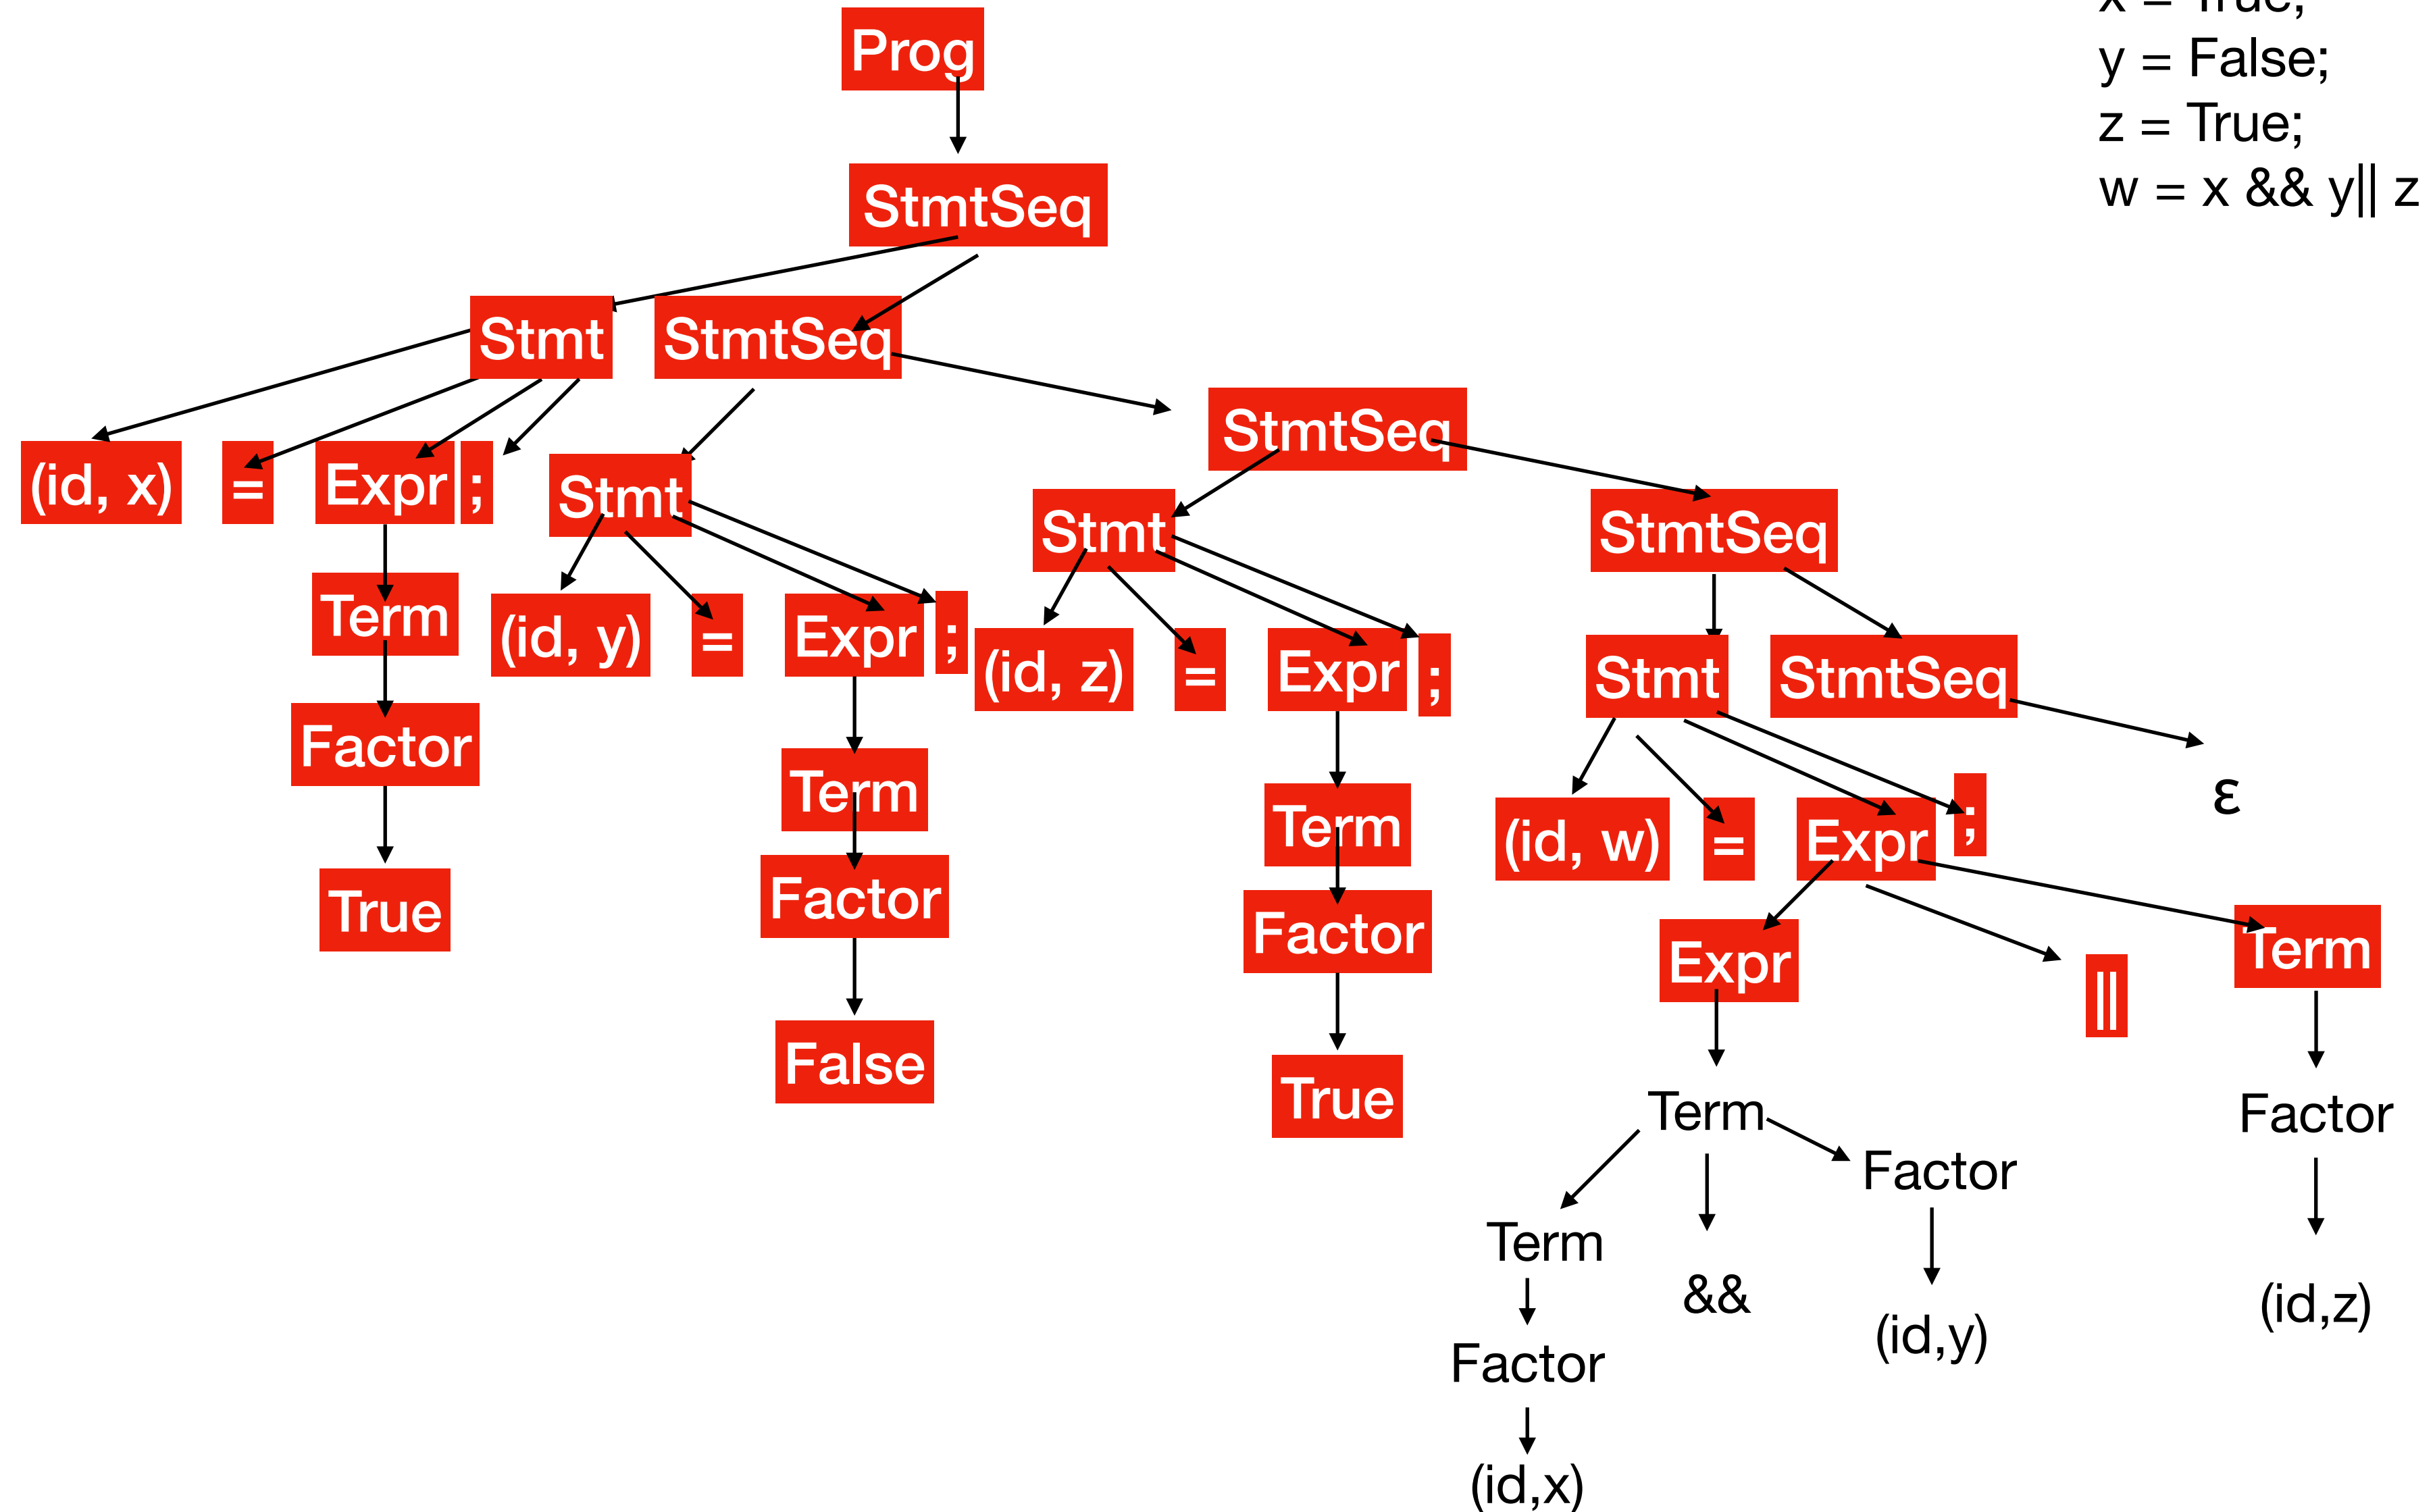 x = True;
y = False;
z = True;
w = x && y|| z
Prog
StmtSeq
Stmt StmtSeq
StmtSeq
(id, x) = Expr ;
Stmt
Stmt
StmtSeq
Term
(id, y) = Expr ;
(id, z) = Expr ;
Stmt StmtSeq
Factor
Term
Term
ε
(id, w) = Expr ;
True
Factor
Factor
Expr || Term
False
True
Term
Factor
Factor
Term
&&
(id,y)
(id,z)
Factor
(id,x)